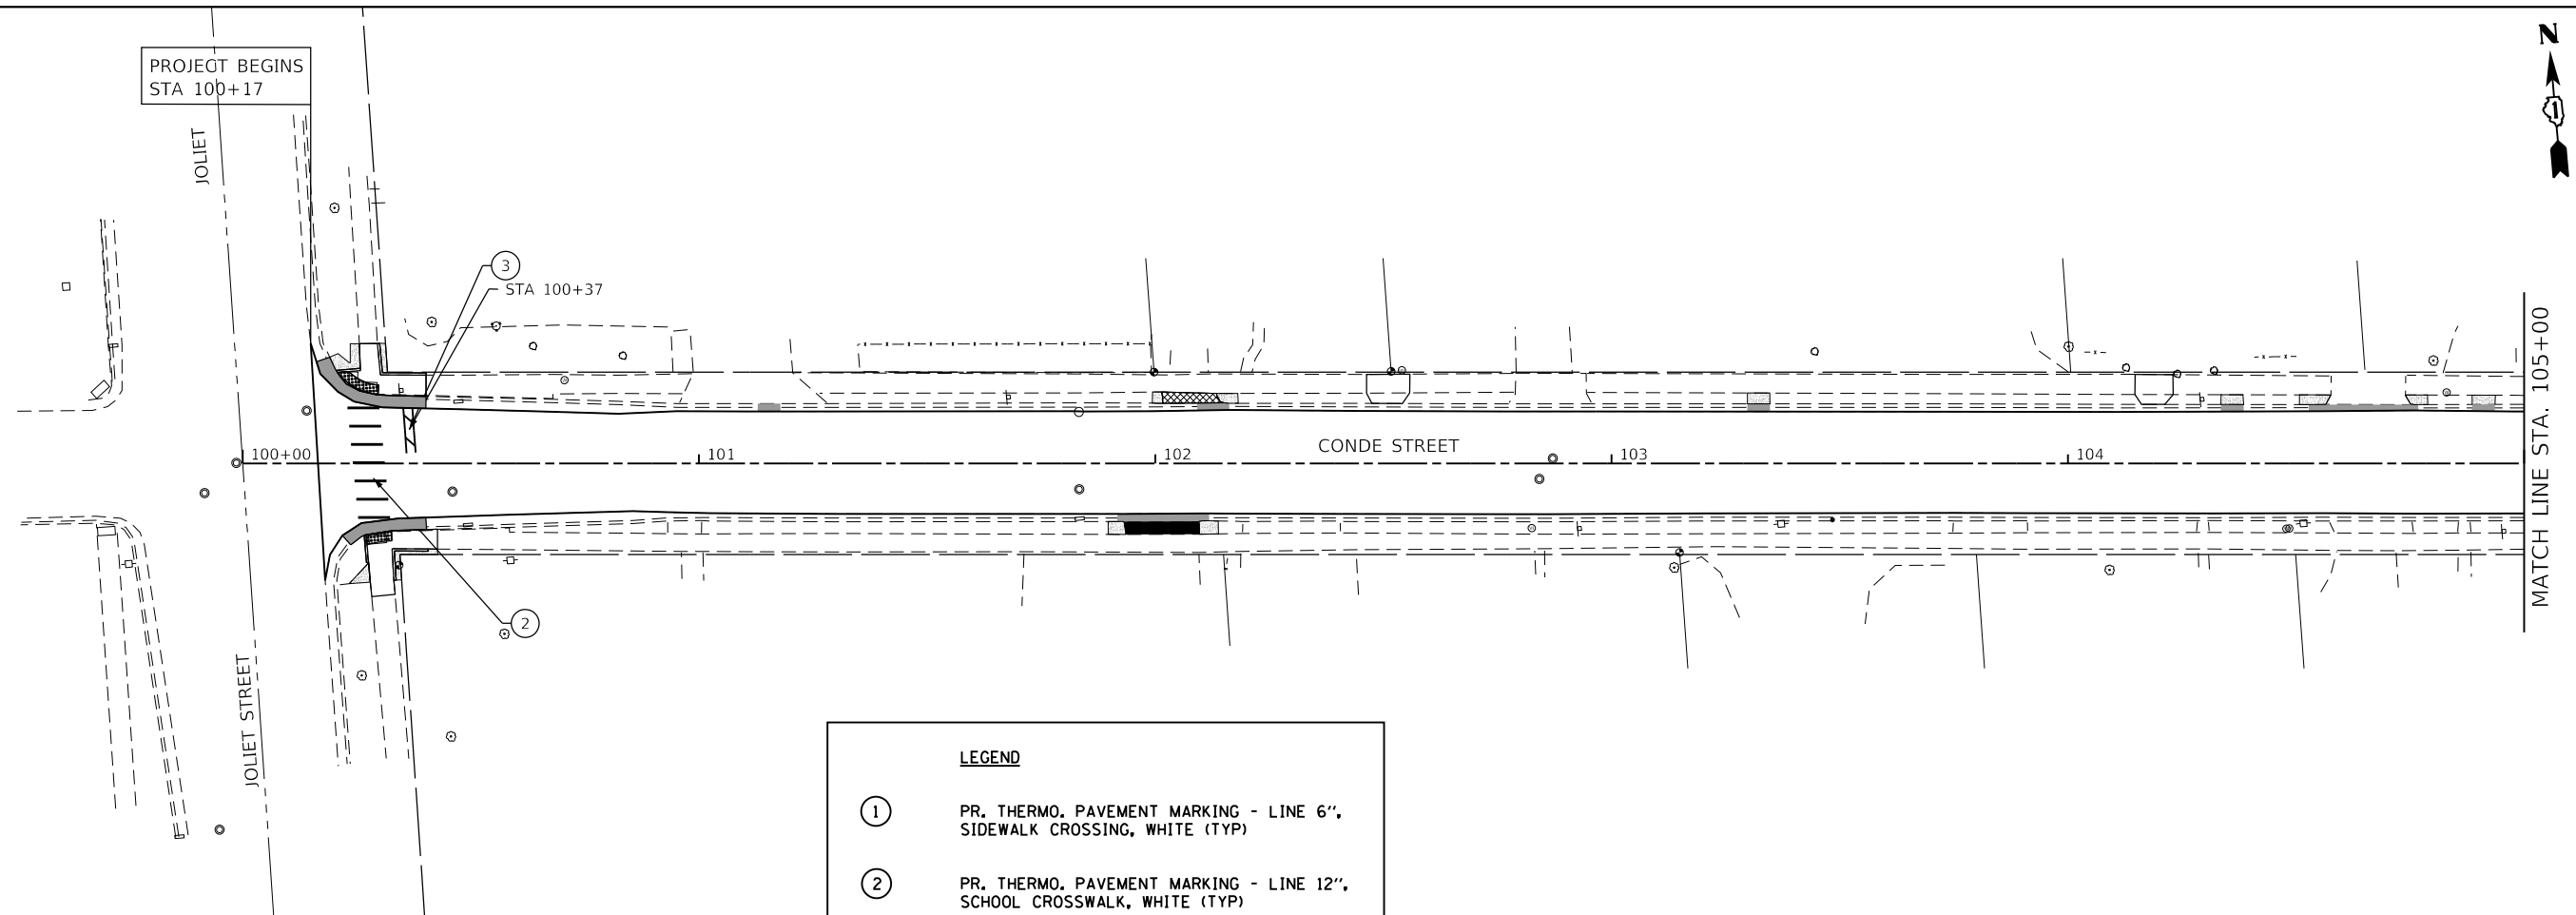 PROJECT BEGINS
STA 100+17
N
1
JOLIET
3
STA 100+37
CONDE STREET
100+00
101
102
103
104
MATCH LINE STA. 105+00
2
JOLIET STREET
LEGEND
1
PR. THERMO. PAVEMENT MARKING - LINE 6",
SIDEWALK CROSSING, WHITE (TYP)
2
PR. THERMO. PAVEMENT MARKING - LINE 12",
SCHOOL CROSSWALK, WHITE (TYP)